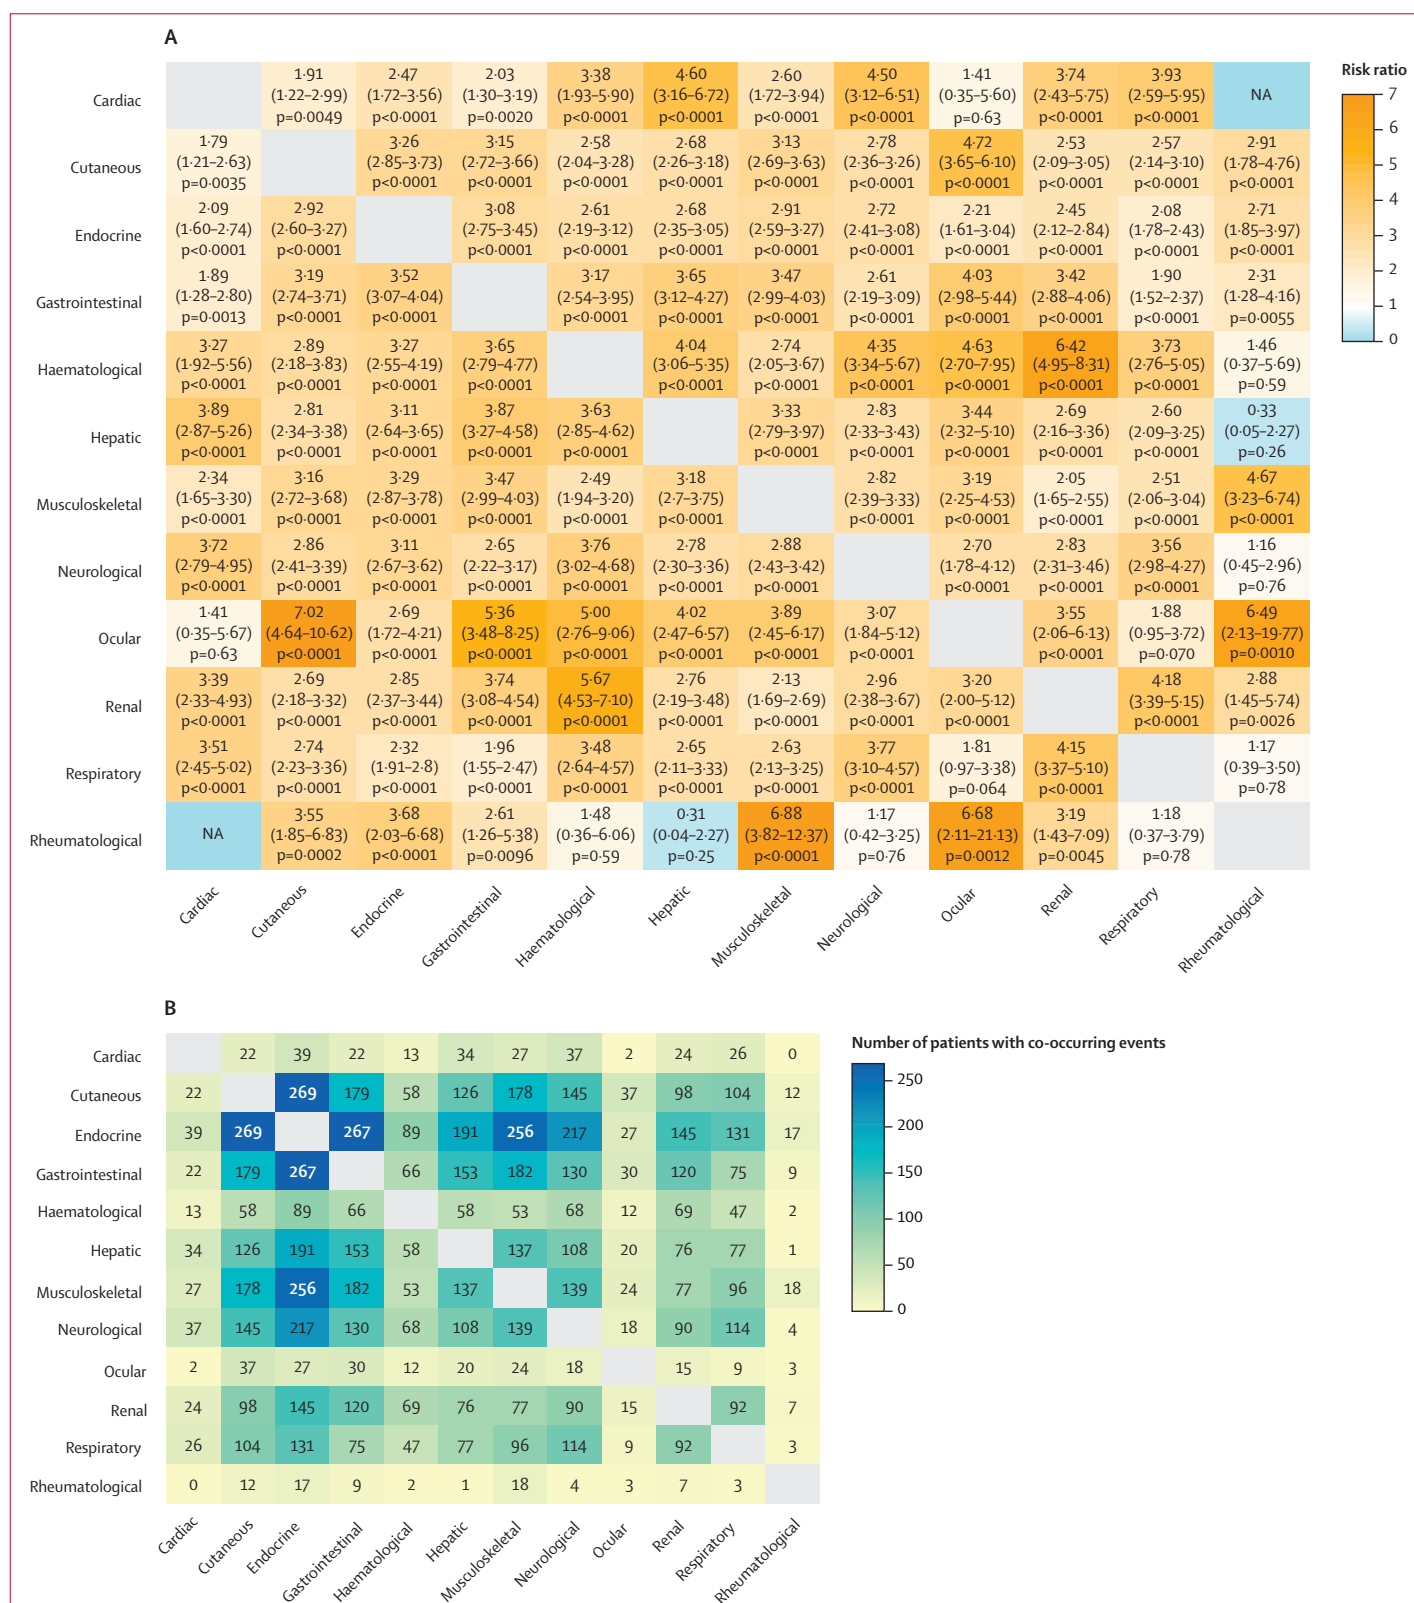 A
Risk ratio
7
6
5
4
3
2
1
0
Cardiac
1·91 2·47 2·03 3·38 4·60 2·60 4·50 1·41 3·74 3·93 NA
(1·22–2·99) (1·72–3·56) (1·30–3·19) (1·93–5·90) (3·16–6·72) (1·72–3·94) (3·12–6·51) (0·35–5·60) (2·43–5·75) (2·59–5·95)
p=0·0049 p<0·0001 p=0·0020 p<0·0001 p<0·0001 p<0·0001 p<0·0001 p=0·63 p<0·0001 p<0·0001
Cutaneous
1·79 3·26 3·15 2·58 2·68 3·13 2·78 4·72 2·53 2·57 2·91
(1·21–2·63) (2·85–3·73) (2·72–3·66) (2·04–3·28) (2·26–3·18) (2·69–3·63) (2·36–3·26) (3·65–6·10) (2·09–3·05) (2·14–3·10) (1·78–4·76)
p=0·0035 p<0·0001 p<0·0001 p<0·0001 p<0·0001 p<0·0001 p<0·0001 p<0·0001 p<0·0001 p<0·0001 p<0·0001
Endocrine
2·09 2·92 3·08 2·61 2·68 2·91 2·72 2·21 2·45 2·08 2·71
(1·60–2·74) (2·60–3·27) (2·75–3·45) (2·19–3·12) (2·35–3·05) (2·59–3·27) (2·41–3·08) (1·61–3·04) (2·12–2·84) (1·78–2·43) (1·85–3·97)
p<0·0001 p<0·0001 p<0·0001 p<0·0001 p<0·0001 p<0·0001 p<0·0001 p<0·0001 p<0·0001 p<0·0001 p<0·0001
Gastrointestinal
1·89 3·19 3·52 3·17 3·65 3·47 2·61 4·03 3·42 1·90 2·31
(1·28–2·80) (2·74–3·71) (3·07–4·04) (2·54–3·95) (3·12–4·27) (2·99–4·03) (2·19–3·09) (2·98–5·44) (2·88–4·06) (1·52–2·37) (1·28–4·16)
p=0·0013 p<0·0001 p<0·0001 p<0·0001 p<0·0001 p<0·0001 p<0·0001 p<0·0001 p<0·0001 p<0·0001 p=0·0055
Haematological
3·27 2·89 3·27 3·65 4·04 2·74 4·35 4·63 6·42 3·73 1·46
(1·92–5·56) (2·18–3·83) (2·55–4·19) (2·79–4·77) (3·06–5·35) (2·05–3·67) (3·34–5·67) (2·70–7·95) (4·95–8·31) (2·76–5·05) (0·37–5·69)
p<0·0001 p<0·0001 p<0·0001 p<0·0001 p<0·0001 p<0·0001 p<0·0001 p<0·0001 p<0·0001 p<0·0001 p=0·59
Hepatic
3·89 2·81 3·11 3·87 3·63 3·33 2·83 3·44 2·69 2·60 0·33
(2·87–5·26) (2·34–3·38) (2·64–3·65) (3·27–4·58) (2·85–4·62) (2·79–3·97) (2·33–3·43) (2·32–5·10) (2·16–3·36) (2·09–3·25) (0·05–2·27)
p<0·0001 p<0·0001 p<0·0001 p<0·0001 p<0·0001 p<0·0001 p<0·0001 p<0·0001 p<0·0001 p<0·0001 p=0·26
Musculoskeletal
2·34 3·16 3·29 3·47 2·49 3·18 2·82 3·19 2·05 2·51 4·67
(1·65–3·30) (2·72–3·68) (2·87–3·78) (2·99–4·03) (1·94–3·20) (2·7–3·75) (2·39–3·33) (2·25–4·53) (1·65–2·55) (2·06–3·04) (3·23–6·74)
p<0·0001 p<0·0001 p<0·0001 p<0·0001 p<0·0001 p<0·0001 p<0·0001 p<0·0001 p<0·0001 p<0·0001 p<0·0001
Neurological
3·72 2·86 3·11 2·65 3·76 2·78 2·88 2·70 2·83 3·56 1·16
(2·79–4·95) (2·41–3·39) (2·67–3·62) (2·22–3·17) (3·02–4·68) (2·30–3·36) (2·43–3·42) (1·78–4·12) (2·31–3·46) (2·98–4·27) (0·45–2·96)
p<0·0001 p<0·0001 p<0·0001 p<0·0001 p<0·0001 p<0·0001 p<0·0001 p<0·0001 p<0·0001 p<0·0001 p=0·76
Ocular
1·41 7·02 2·69 5·36 5·00 4·02 3·89 3·07 3·55 1·88 6·49
(0·35–5·67) (4·64–10·62) (1·72–4·21) (3·48–8·25) (2·76–9·06) (2·47–6·57) (2·45–6·17) (1·84–5·12) (2·06–6·13) (0·95–3·72) (2·13–19·77)
p=0·63 p<0·0001 p<0·0001 p<0·0001 p<0·0001 p<0·0001 p<0·0001 p<0·0001 p<0·0001 p=0·070 p=0·0010
Renal
3·39 2·69 2·85 3·74 5·67 2·76 2·13 2·96 3·20 4·18 2·88
(2·33–4·93) (2·18–3·32) (2·37–3·44) (3·08–4·54) (4·53–7·10) (2·19–3·48) (1·69–2·69) (2·38–3·67) (2·00–5·12) (3·39–5·15) (1·45–5·74)
p<0·0001 p<0·0001 p<0·0001 p<0·0001 p<0·0001 p<0·0001 p<0·0001 p<0·0001 p<0·0001 p<0·0001 p=0·0026
Respiratory
3·51 2·74 2·32 1·96 3·48 2·65 2·63 3·77 1·81 4·15 1·17
(2·45–5·02) (2·23–3·36) (1·91–2·8) (1·55–2·47) (2·64–4·57) (2·11–3·33) (2·13–3·25) (3·10–4·57) (0·97–3·38) (3·37–5·10) (0·39–3·50)
p<0·0001 p<0·0001 p<0·0001 p<0·0001 p<0·0001 p<0·0001 p<0·0001 p<0·0001 p=0·064 p<0·0001 p=0·78
Rheumatological
NA 3·55 3·68 2·61 1·48 0·31 6·88 1·17 6·68 3·19 1·18
(1·85–6·83) (2·03–6·68) (1·26–5·38) (0·36–6·06) (0·04–2·27) (3·82–12·37) (0·42–3·25) (2·11–21·13) (1·43–7·09) (0·37–3·79)
p=0·0002 p<0·0001 p=0·0096 p=0·59 p=0·25 p<0·0001 p=0·76 p=0·0012 p=0·0045 p=0·78
Cardiac Cutaneous Endocrine Gastrointestinal Haematological Hepatic Musculoskeletal Neurological Ocular Renal Respiratory Rheumatological
B
Number of patients with co-occurring events
250
200
150
100
50
0
Cardiac 22 39 22 13 34 27 37 2 24 26 0
Cutaneous 22 269 179 58 126 178 145 37 98 104 12
Endocrine 39 269 267 89 191 256 217 27 145 131 17
Gastrointestinal 22 179 267 66 153 182 130 30 120 75 9
Haematological 13 58 89 66 58 53 68 12 69 47 2
Hepatic 34 126 191 153 58 137 108 20 76 77 1
Musculoskeletal 27 178 256 182 53 137 139 24 77 96 18
Neurological 37 145 217 130 68 108 139 18 90 114 4
Ocular 2 37 27 30 12 20 24 18 15 9 3
Renal 24 98 145 120 69 76 77 90 15 92 7
Respiratory 26 104 131 75 47 77 96 114 9 92 3
Rheumatological 0 12 17 9 2 1 18 4 3 7 3
Cardiac Cutaneous Endocrine Gastrointestinal Haematological Hepatic Musculoskeletal Neurological Ocular Renal Respiratory Rheumatological